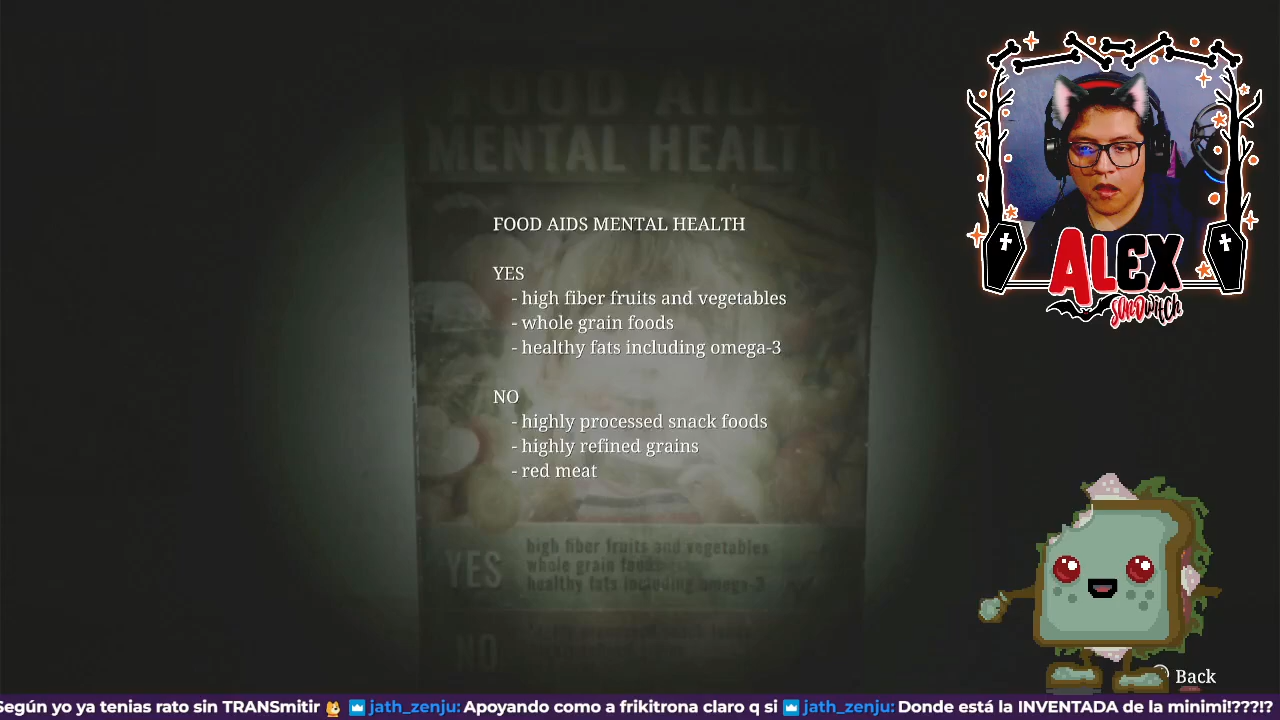 FOOD AIDS
MENTAL HEALTH
FOOD AIDS MENTAL HEALTH
YES
- high fiber fruits and vegetables
- whole grain foods
- healthy fats including omega-3
NO
- highly processed snack foods
- highly refined grains
- red meat
YES
high fiber fruits and vegetables
whole grain foods
healthy fats including omega-3
NO
ALEX
SANDWITCH
Back
Según yo ya tenias rato sin TRANSmitir jath_zenju: Apoyando como a frikitrona claro q si jath_zenju: Donde está la INVENTADA de la minimi!???!?